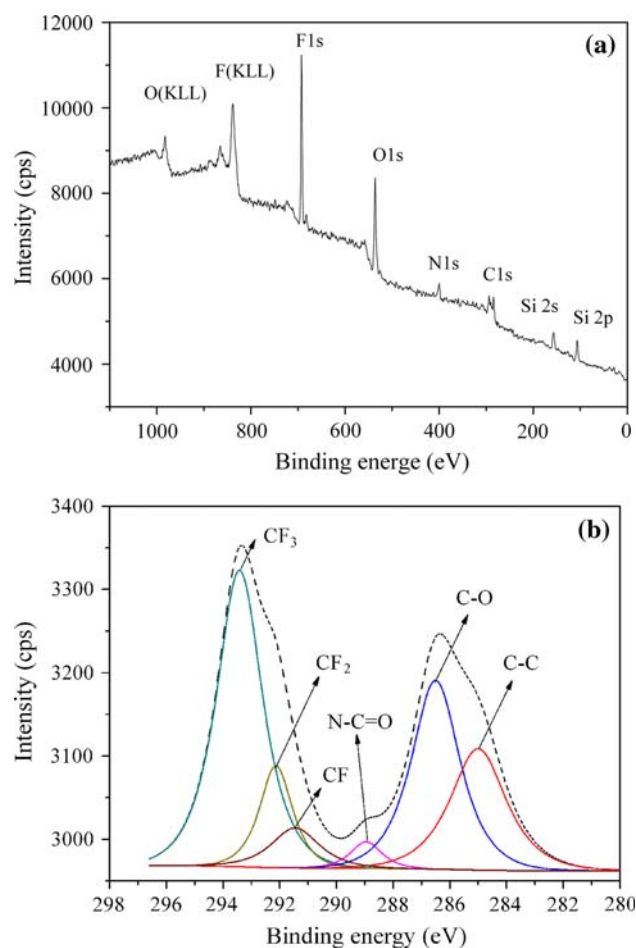 12000
10000
8000
6000
4000
Intensity (cps)
(a)
F1s
F(KLL)
O(KLL)
O1s
N1s
C1s
Si 2s
Si 2p
1000 800 600 400 200 0
Binding energe (eV)
3400
3300
3200
3100
3000
Intensity (cps)
(b)
CF₃
C-O
CF₂
C-C
N-C=O
CF
298 296 294 292 290 288 286 284 282 280
Binding energy (eV)